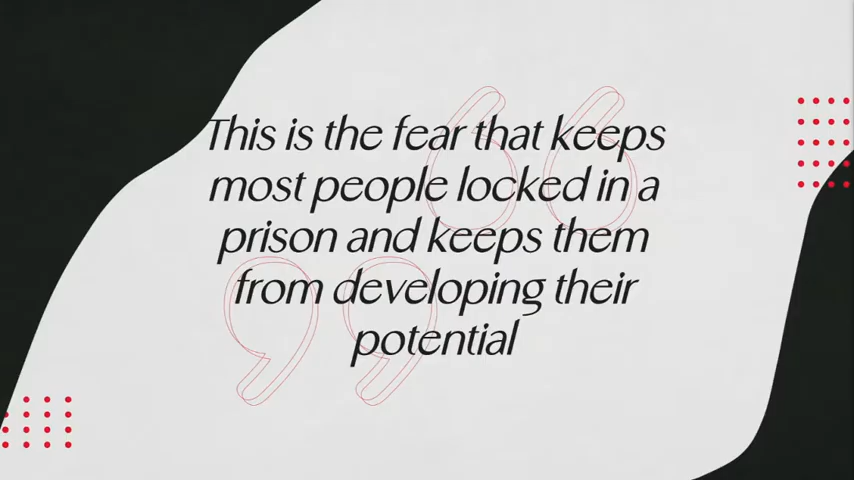 This is the fear that keeps
most people locked in a
prison and keeps them
from developing their
potential